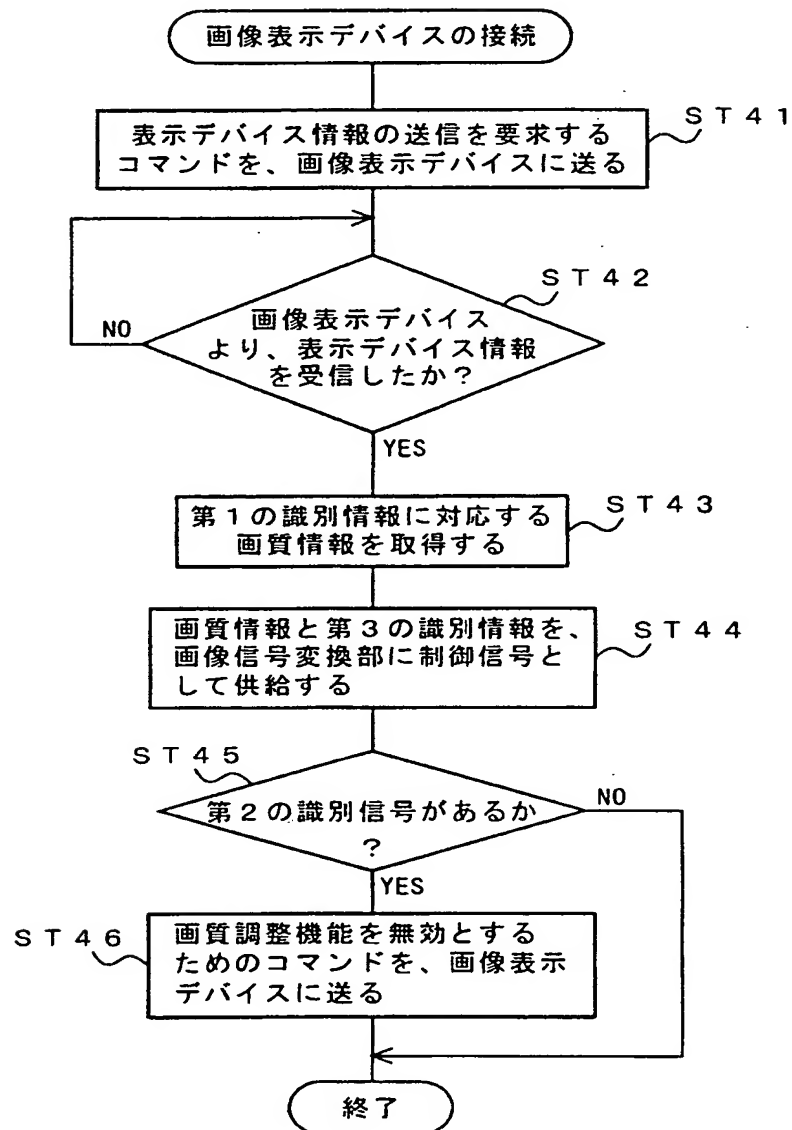 画像表示デバイスの接続
ST41
表示デバイス情報の送信を要求する
コマンドを、画像表示デバイスに送る
ST42
画像表示デバイス
より、表示デバイス情報
を受信したか?
NO
YES
ST43
第1の識別情報に対応する
画質情報を取得する
ST44
画質情報と第3の識別情報を、
画像信号変換部に制御信号と
して供給する
ST45
第2の識別信号があるか
?
NO
YES
ST46
画質調整機能を無効とする
ためのコマンドを、画像表示
デバイスに送る
終了